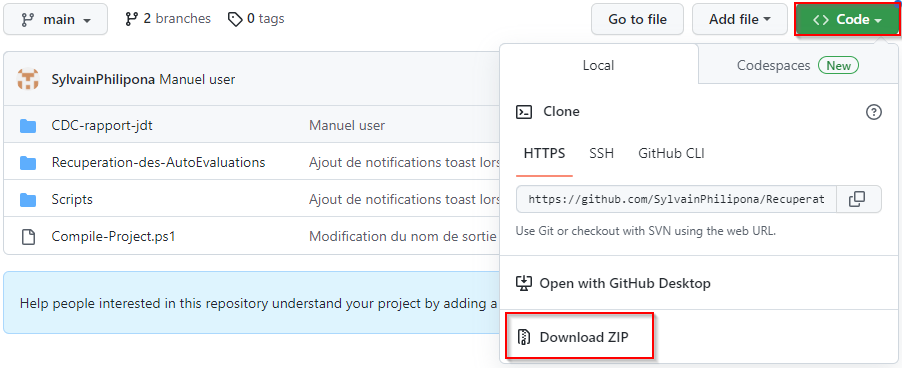 main 2 branches 0 tags Go to file Add file Code
Local Codespaces New
SylvainPhilipona Manuel user
Clone
CDC-rapport-jdt Manuel user
HTTPS SSH GitHub CLI
Recuperation-des-AutoEvaluations Ajout de notifications toast lors
Scripts Ajout de notifications toast lors
https://github.com/SylvainPhilipona/Recuperat
Use Git or checkout with SVN using the web URL.
Compile-Project.ps1 Modification du nom de sortie
Open with GitHub Desktop
Help people interested in this repository understand your project by adding a
Download ZIP